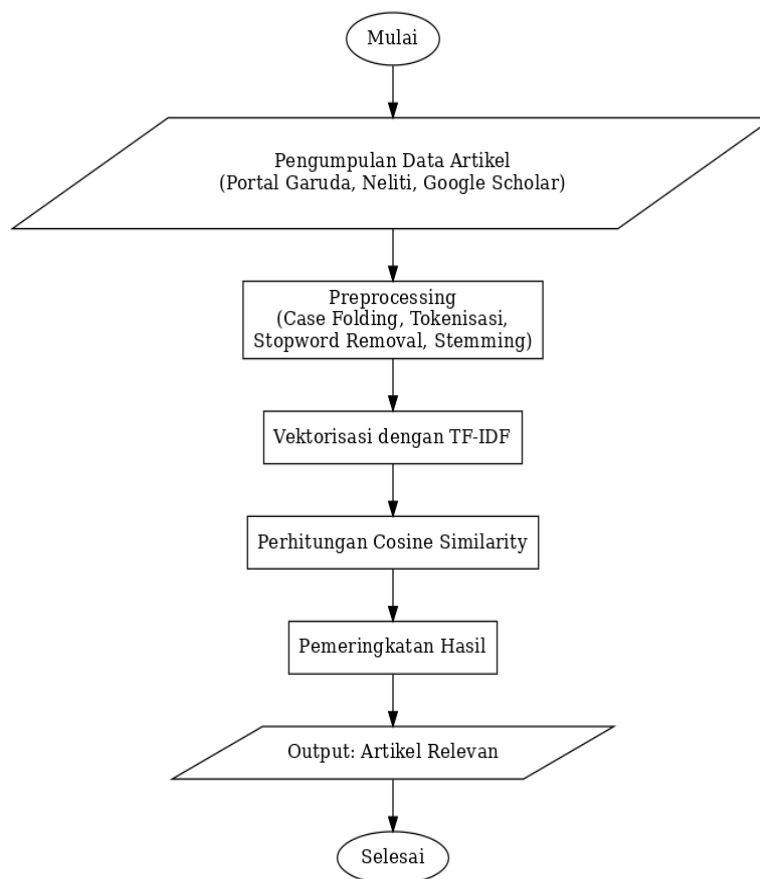 Mulai
Pengumpulan Data Artikel
(Portal Garuda, Neliti, Google Scholar)
Preprocessing
(Case Folding, Tokenisasi,
Stopword Removal, Stemming)
Vektorisasi dengan TF-IDF
Perhitungan Cosine Similarity
Pemeringkatan Hasil
Output: Artikel Relevan
Selesai